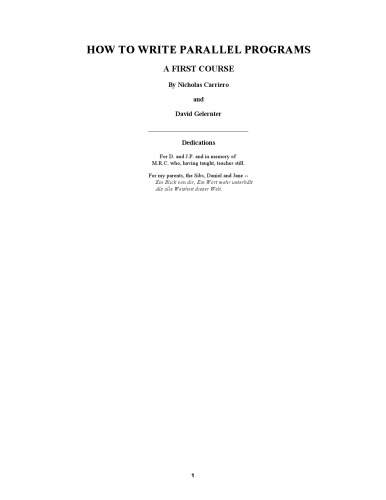 HOW TO WRITE PARALLEL PROGRAMS
A FIRST COURSE
By Nicholas Carriero
and
David Gelernter
Dedications
For D. and J.P. and in memory of
M.R.C. who, having taught, teaches still.
For my parents, the Sibs, Daniel and Jane --
Ein Blick von dir, Ein Wort mehr unterhält
Als alle Weisheit dieser Welt.
1